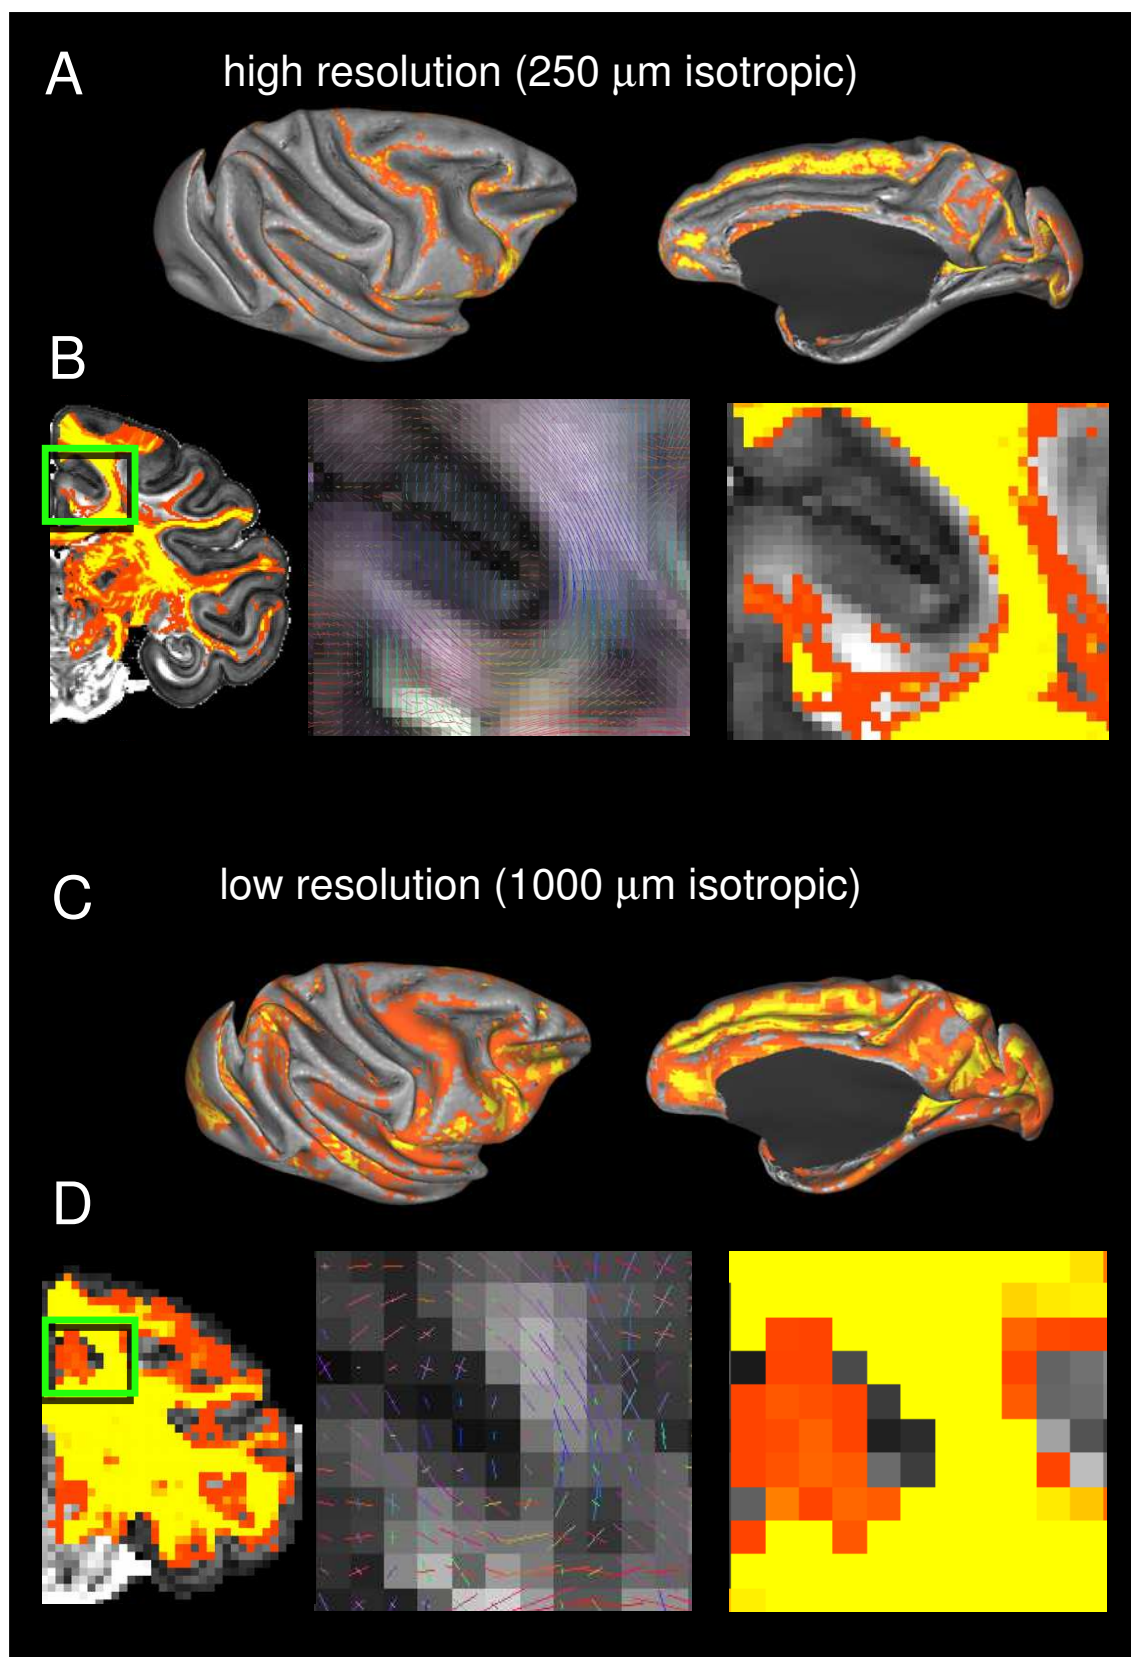 A
high resolution (250 μm isotropic)
B
C
low resolution (1000 μm isotropic)
D